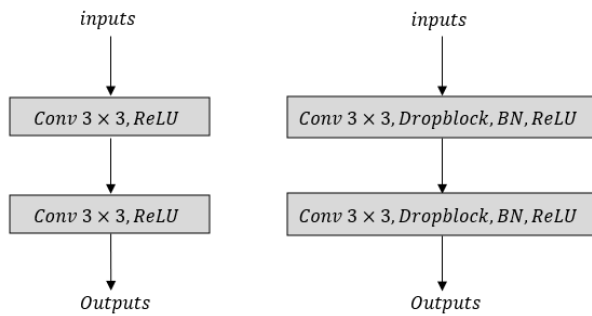 inputs
Conv 3 × 3, ReLU
Conv 3 × 3, ReLU
Outputs
inputs
Conv 3 × 3, Dropblock, BN, ReLU
Conv 3 × 3, Dropblock, BN, ReLU
Outputs